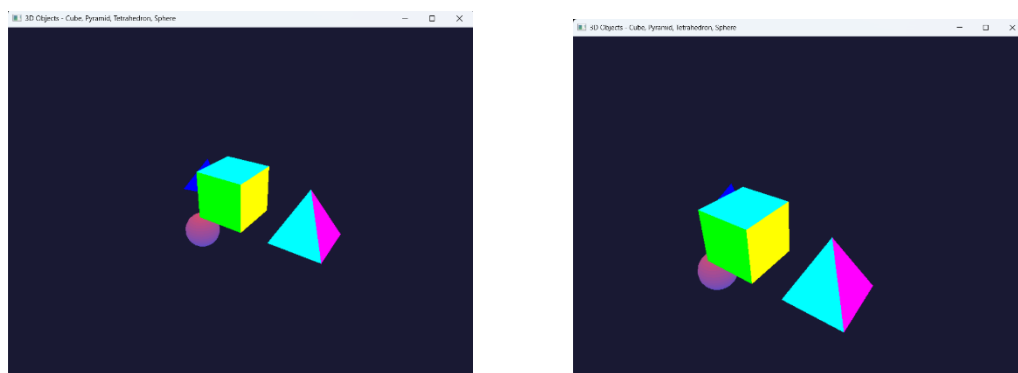 3D Objects - Cube, Pyramid, Tetrahedron, Sphere
3D Objects - Cube, Pyramid, Tetrahedron, Sphere